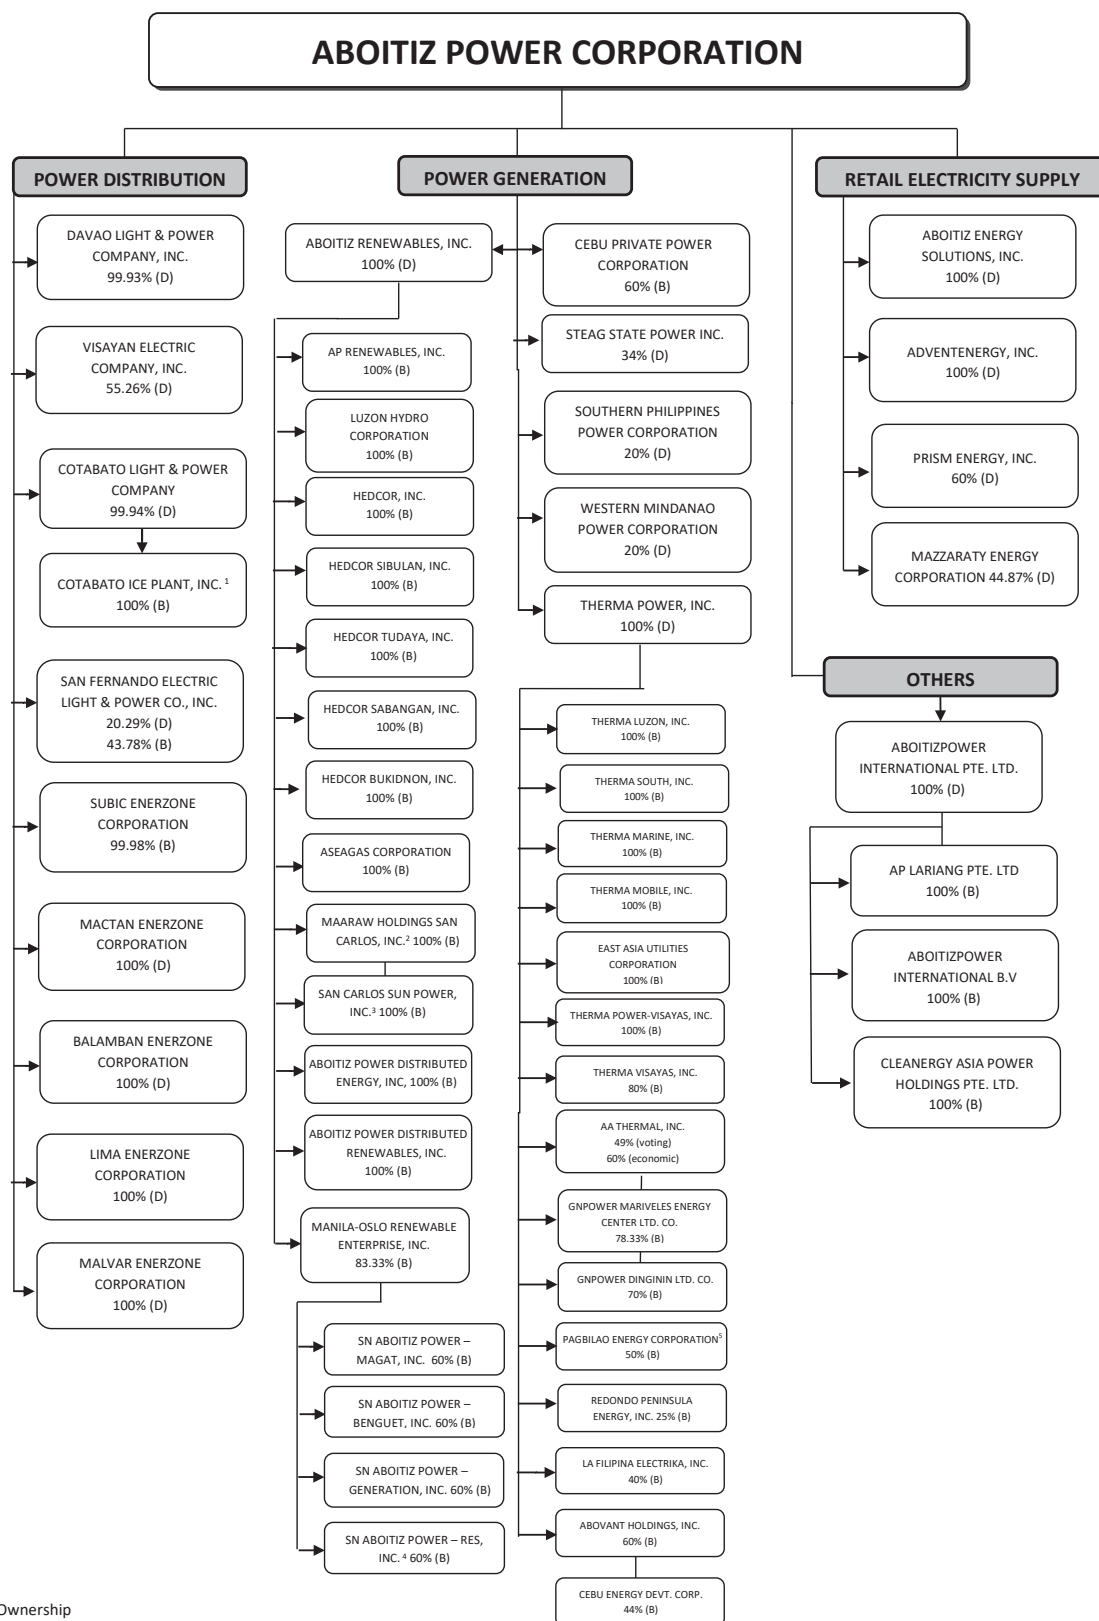 ABOITIZ POWER CORPORATION
POWER DISTRIBUTION
DAVAO LIGHT & POWER
COMPANY, INC.
99.93% (D)
VISAYAN ELECTRIC
COMPANY, INC.
55.26% (D)
COTABATO LIGHT & POWER
COMPANY
99.94% (D)
COTABATO ICE PLANT, INC. 1
100% (B)
SAN FERNANDO ELECTRIC
LIGHT & POWER CO., INC.
20.29% (D)
43.78% (B)
SUBIC ENERZONE
CORPORATION
99.98% (B)
MACTAN ENERZONE
CORPORATION
100% (D)
BALAMBAN ENERZONE
CORPORATION
100% (D)
LIMA ENERZONE
CORPORATION
100% (D)
MALVAR ENERZONE
CORPORATION
100% (D)
POWER GENERATION
ABOITIZ RENEWABLES, INC.
100% (D)
AP RENEWABLES, INC.
100% (B)
LUZON HYDRO
CORPORATION
100% (B)
HEDCOR, INC.
100% (B)
HEDCOR SIBULAN, INC.
100% (B)
HEDCOR TUDAYA, INC.
100% (B)
HEDCOR SABANGAN, INC.
100% (B)
HEDCOR BUKIDNON, INC.
100% (B)
ASEAGAS CORPORATION
100% (B)
MAARAW HOLDINGS SAN
CARLOS, INC.2 100% (B)
SAN CARLOS SUN POWER,
INC.3 100% (B)
ABOITIZ POWER DISTRIBUTED
ENERGY, INC, 100% (B)
ABOITIZ POWER DISTRIBUTED
RENEWABLES, INC.
100% (B)
MANILA-OSLO RENEWABLE
ENTERPRISE, INC.
83.33% (B)
SN ABOITIZ POWER –
MAGAT, INC. 60% (B)
SN ABOITIZ POWER –
BENGUET, INC. 60% (B)
SN ABOITIZ POWER –
GENERATION, INC. 60% (B)
SN ABOITIZ POWER – RES,
INC. 4 60% (B)
CEBU PRIVATE POWER
CORPORATION
60% (B)
STEAG STATE POWER INC.
34% (D)
SOUTHERN PHILIPPINES
POWER CORPORATION
20% (D)
WESTERN MINDANAO
POWER CORPORATION
20% (D)
THERMA POWER, INC.
100% (D)
THERMA LUZON, INC.
100% (B)
THERMA SOUTH, INC.
100% (B)
THERMA MARINE, INC.
100% (B)
THERMA MOBILE, INC.
100% (B)
EAST ASIA UTILITIES
CORPORATION
100% (B)
THERMA POWER-VISAYAS, INC.
100% (B)
THERMA VISAYAS, INC.
80% (B)
AA THERMAL, INC.
49% (voting)
60% (economic)
GNPOWER MARIVELES ENERGY
CENTER LTD. CO.
78.33% (B)
GNPOWER DINGININ LTD. CO.
70% (B)
PAGBILAO ENERGY CORPORATION5
50% (B)
REDONDO PENINSULA
ENERGY, INC. 25% (B)
LA FILIPINA ELECTRIKA, INC.
40% (B)
ABOVANT HOLDINGS, INC.
60% (B)
CEBU ENERGY DEVT. CORP.
44% (B)
RETAIL ELECTRICITY SUPPLY
ABOITIZ ENERGY
SOLUTIONS, INC.
100% (D)
ADVENTENERGY, INC.
100% (D)
PRISM ENERGY, INC.
60% (D)
MAZZARATY ENERGY
CORPORATION 44.87% (D)
OTHERS
ABOITIZPOWER
INTERNATIONAL PTE. LTD.
100% (D)
AP LARIANG PTE. LTD
100% (B)
ABOITIZPOWER
INTERNATIONAL B.V
100% (B)
CLEANERGY ASIA POWER
HOLDINGS PTE. LTD.
100% (B)
Ownership